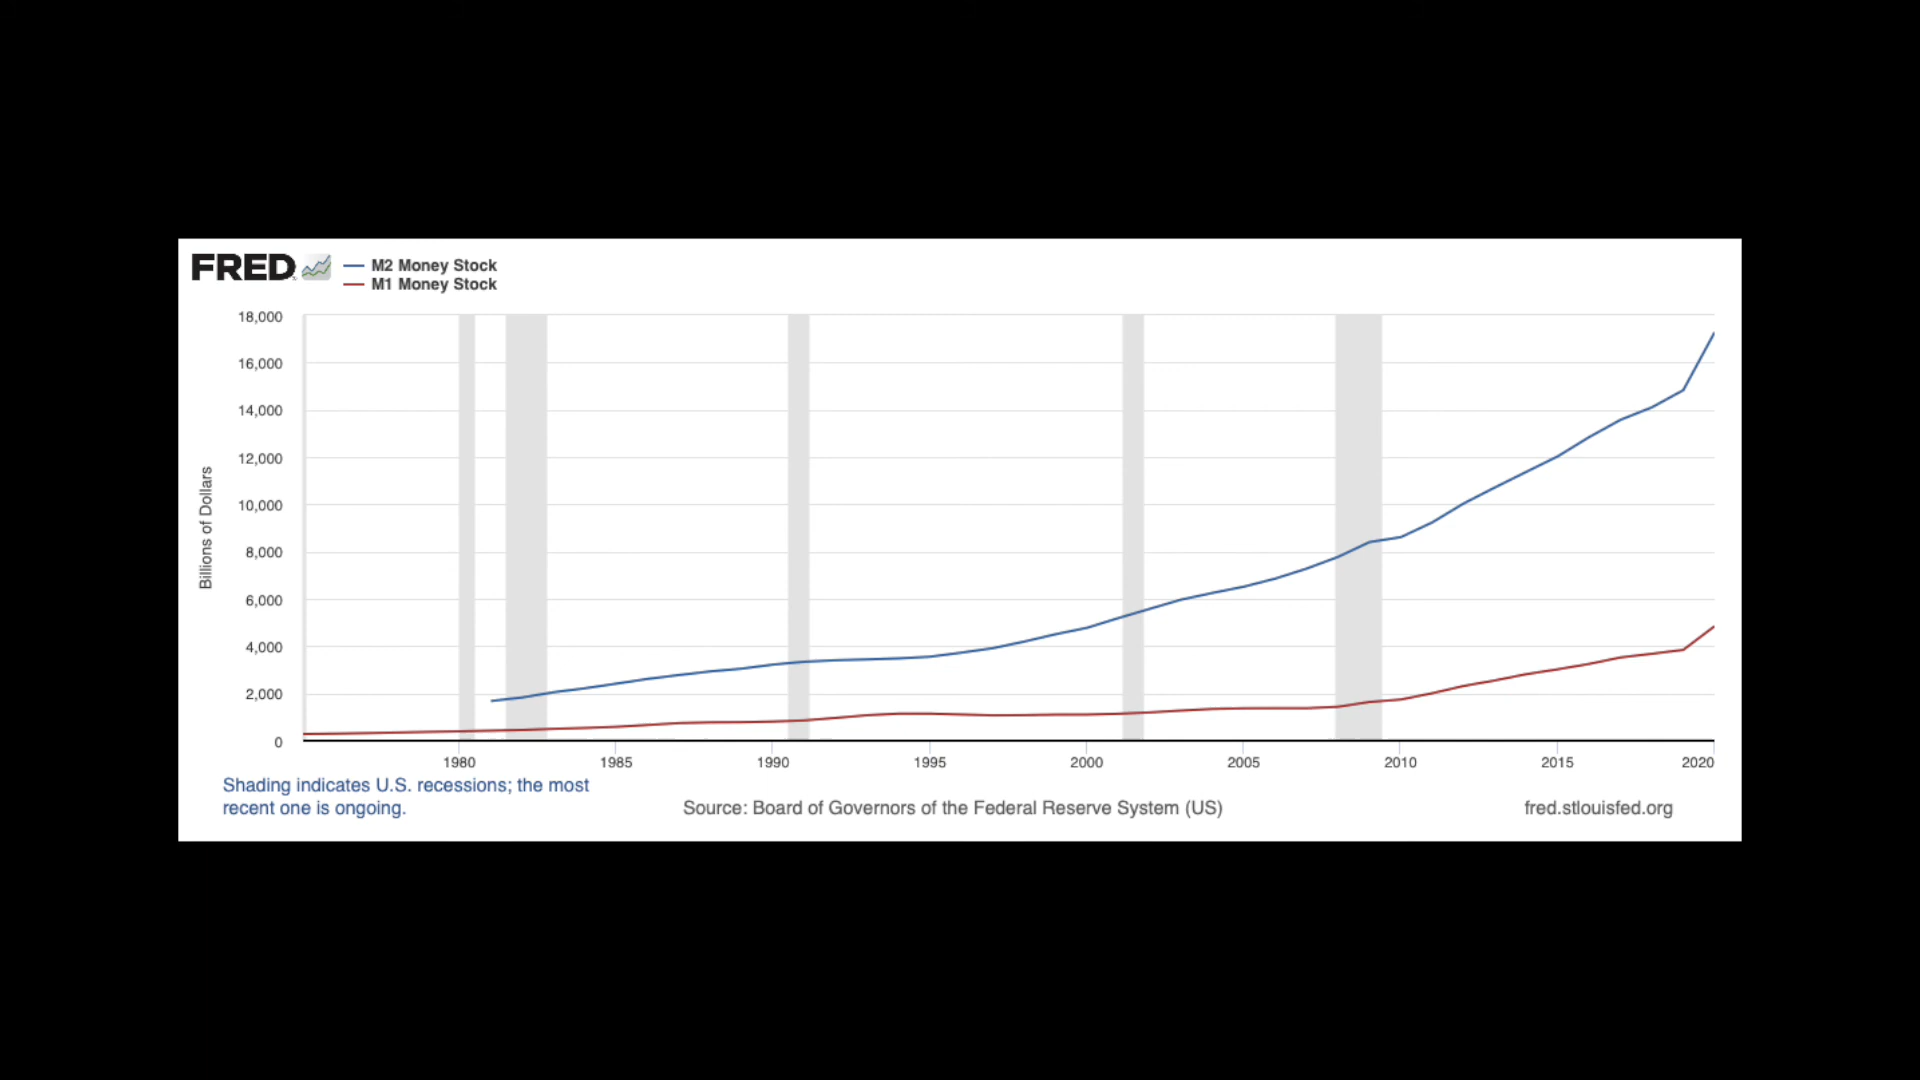 FRED
M2 Money Stock
M1 Money Stock
18,000
16,000
14,000
12,000
10,000
8,000
6,000
4,000
2,000
0
Billions of Dollars
1980 1985 1990 1995 2000 2005 2010 2015 2020
Shading indicates U.S. recessions; the most
recent one is ongoing.
Source: Board of Governors of the Federal Reserve System (US)
fred.stlouisfed.org